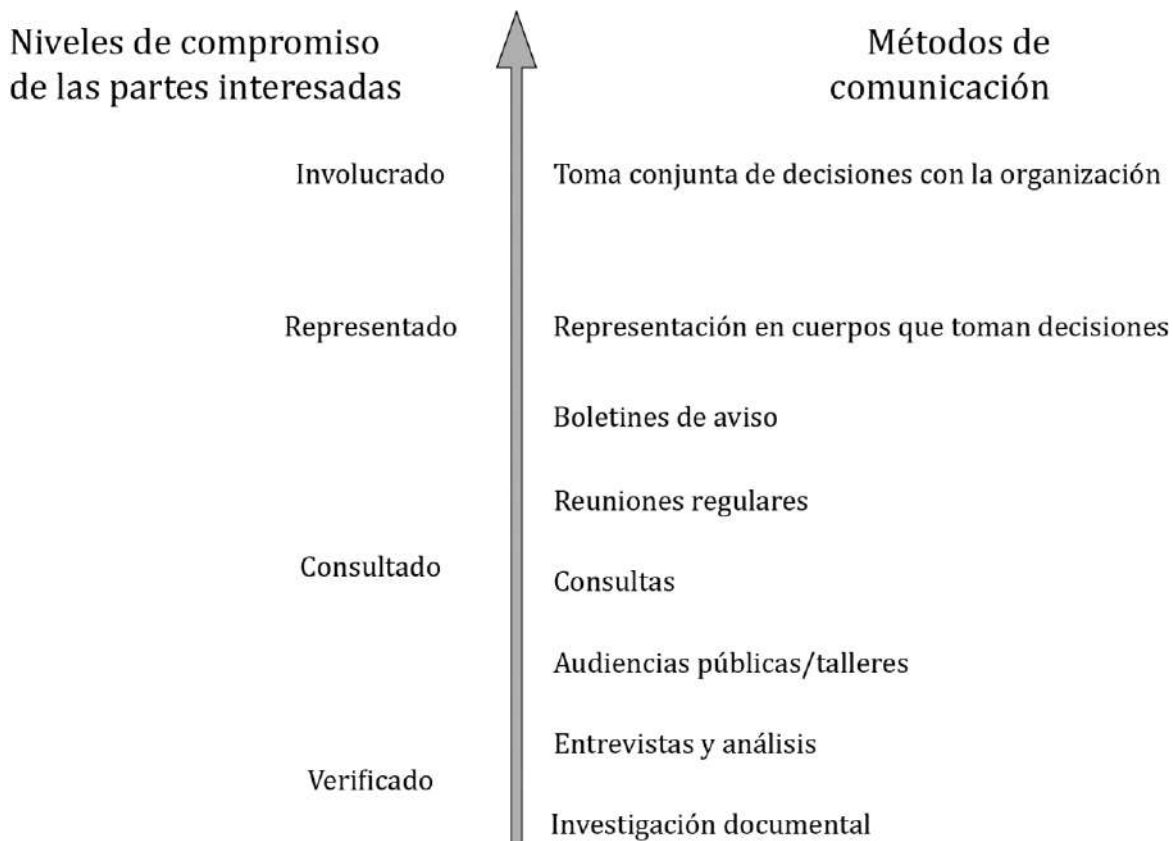 Niveles de compromiso
de las partes interesadas
Métodos de
comunicación
Involucrado
Toma conjunta de decisiones con la organización
Representado
Representación en cuerpos que toman decisiones
Boletines de aviso
Reuniones regulares
Consultado
Consultas
Audiencias públicas/talleres
Entrevistas y análisis
Verificado
Investigación documental